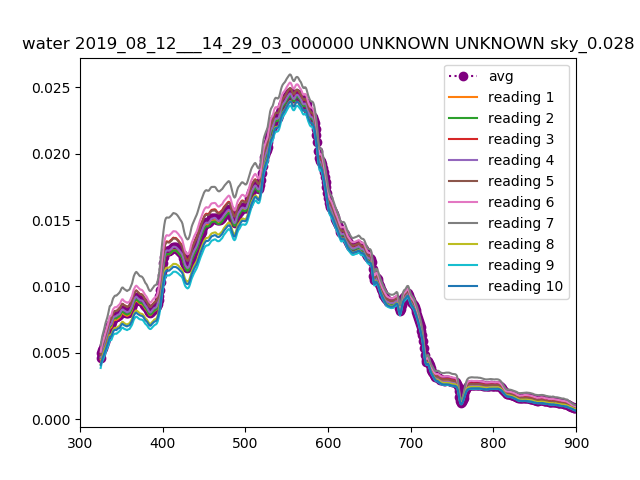 water 2019_08_12___14_29_03_000000 UNKNOWN UNKNOWN sky_0.028
0.025
0.020
0.015
0.010
0.005
0.000
300 400 500 600 700 800 900
avg
reading 1
reading 2
reading 3
reading 4
reading 5
reading 6
reading 7
reading 8
reading 9
reading 10